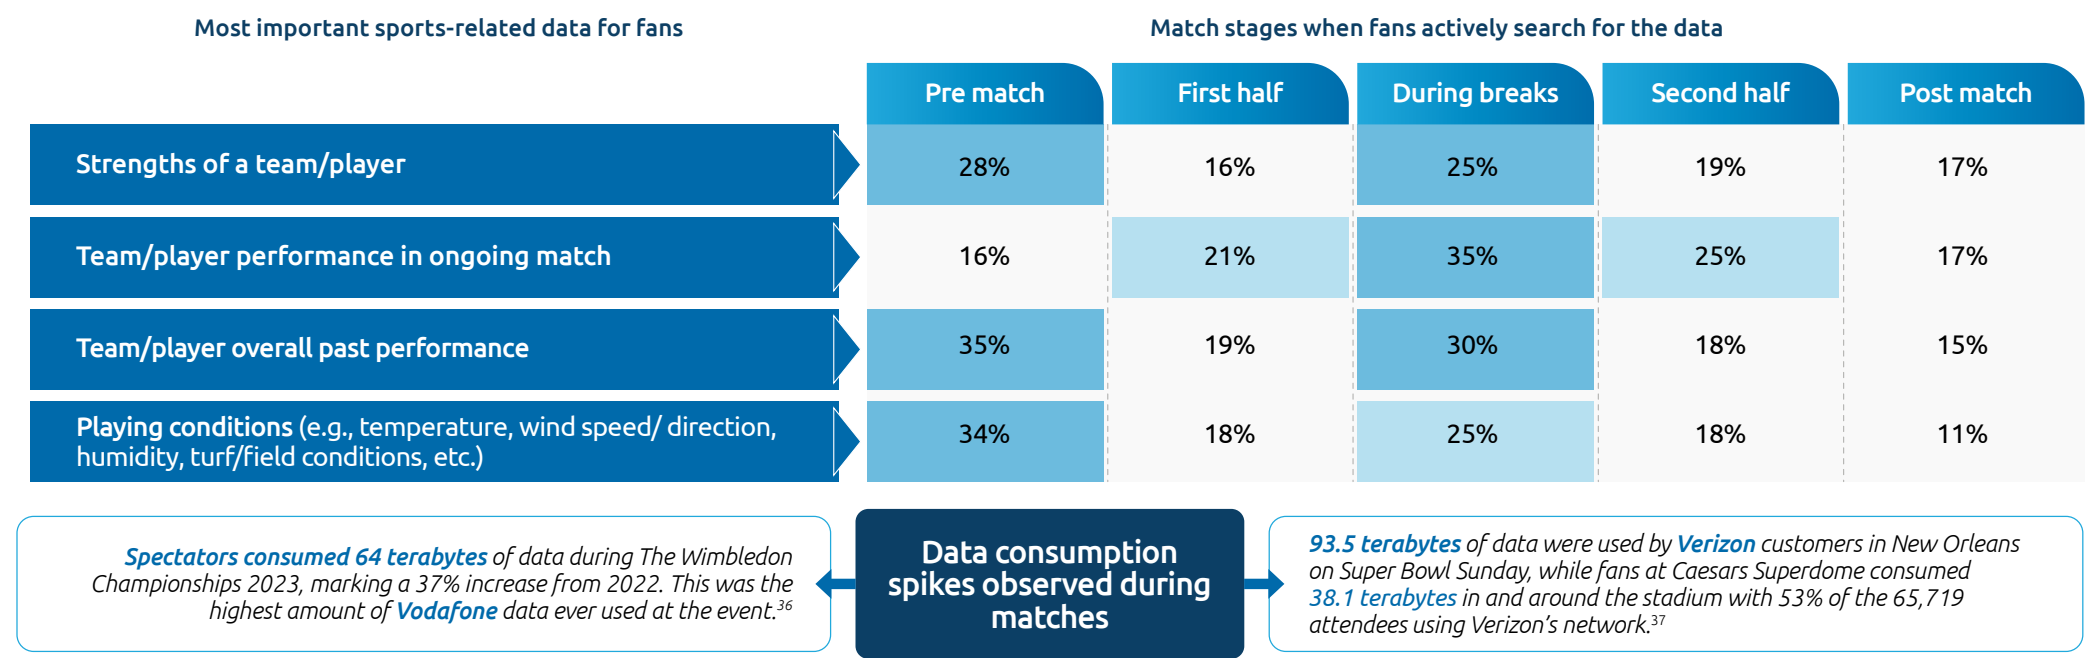 Most important sports-related data for fans
Match stages when fans actively search for the data
Pre match
First half
During breaks
Second half
Post match
Strengths of a team/player
28%
16%
25%
19%
17%
Team/player performance in ongoing match
16%
21%
35%
25%
17%
Team/player overall past performance
35%
19%
30%
18%
15%
Playing conditions (e.g., temperature, wind speed/ direction,
humidity, turf/field conditions, etc.)
34%
18%
25%
18%
11%
Spectators consumed 64 terabytes of data during The Wimbledon
Championships 2023, marking a 37% increase from 2022. This was the
highest amount of Vodafone data ever used at the event.36
Data consumption
spikes observed during
matches
93.5 terabytes of data were used by Verizon customers in New Orleans
on Super Bowl Sunday, while fans at Caesars Superdome consumed
38.1 terabytes in and around the stadium with 53% of the 65,719
attendees using Verizon's network.37